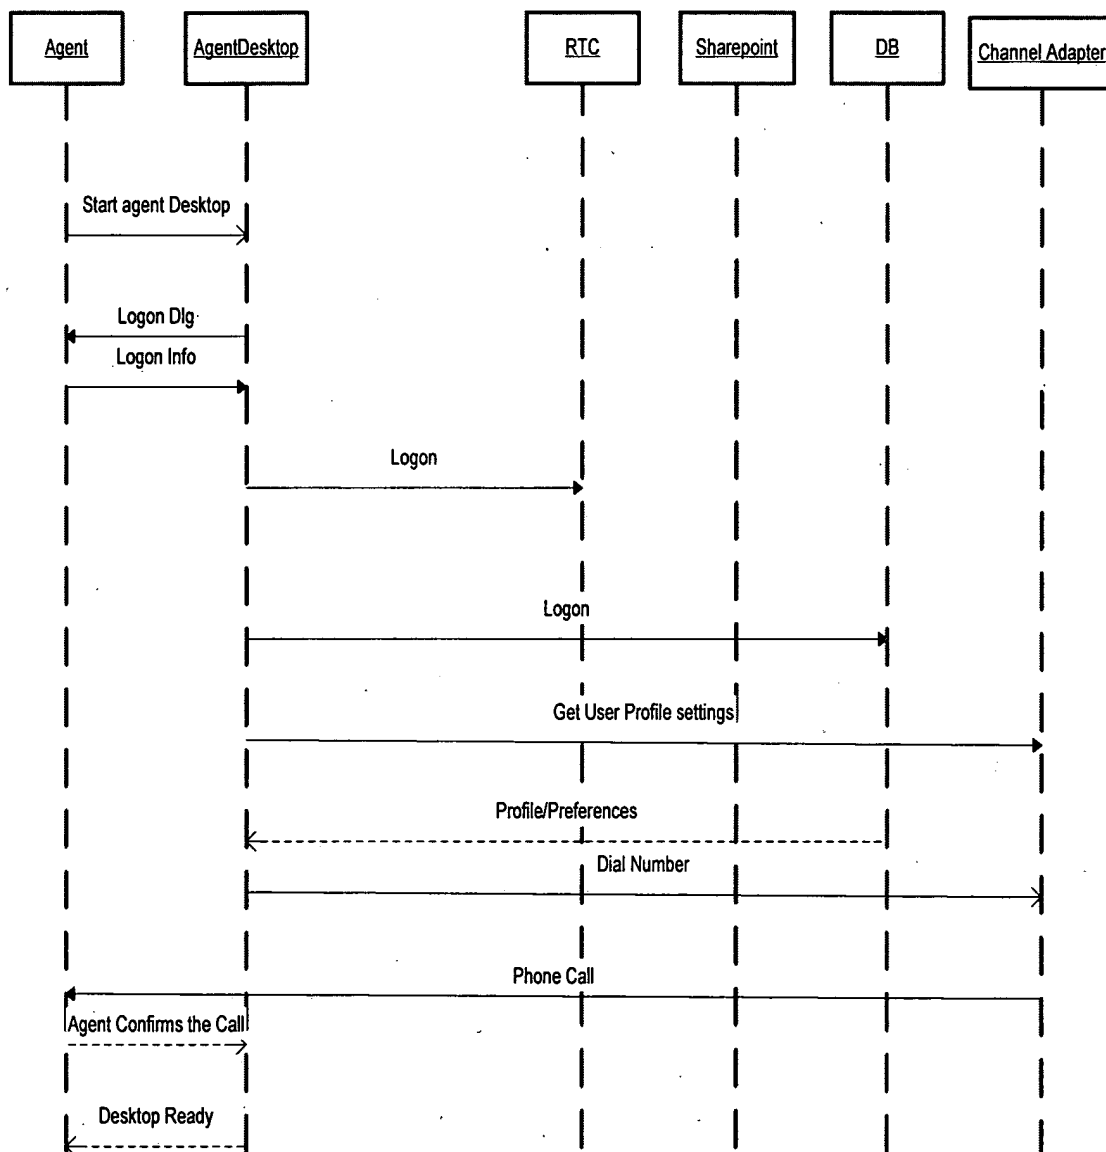 Agent
AgentDesktop
RTC
Sharepoint
DB
Channel Adapter
Start agent Desktop
Logon Dlg
Logon Info
Logon
Logon
Get User Profile settings
Profile/Preferences
Dial Number
Phone Call
Agent Confirms the Call
Desktop Ready